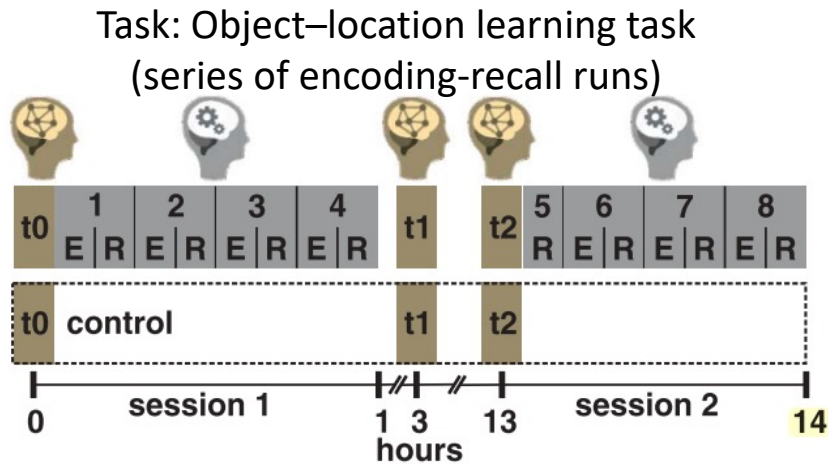 Task: Object–location learning task
(series of encoding-recall runs)
t0 1 2 3 4 t1 t2 5 6 7 8
E R E R E R E R R E R E R E R
t0 control t1 t2
session 1 session 2
0 1 3 13 14
hours